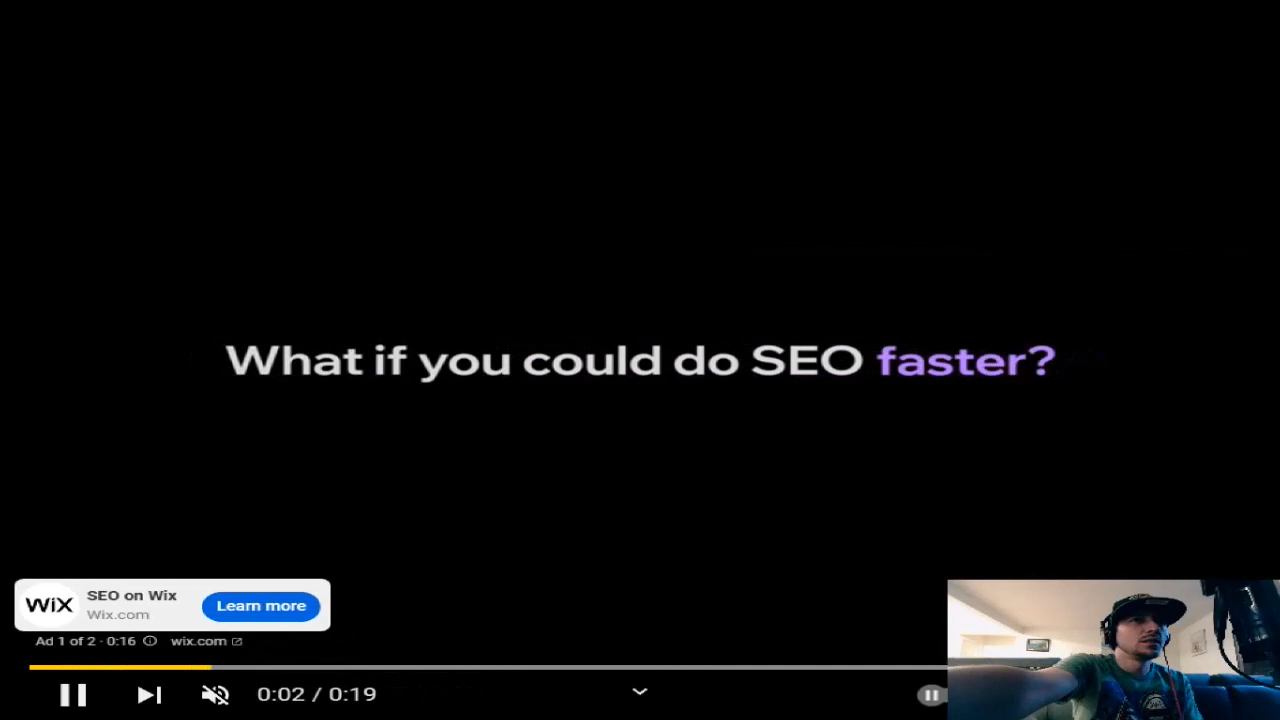 What if you could do SEO faster?
WiX
SEO on Wix
Wix.com
Learn more
Ad 1 of 2 · 0:16
wix.com
0:02 / 0:19